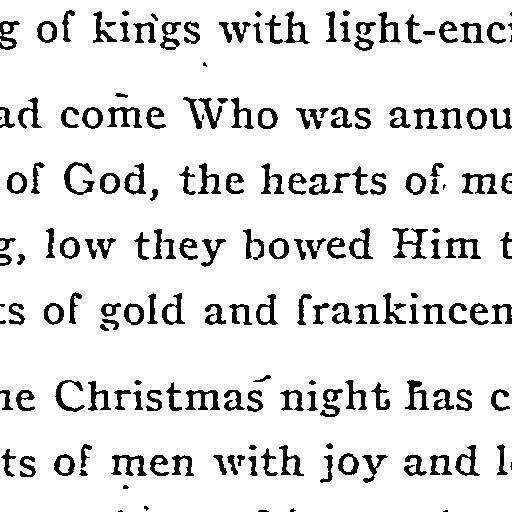 g of kings with light-enci
ad come Who was annou
of God, the hearts of me
g, low they bowed Him t
ts of gold and frankincen
he Christmas night has c
ts of men with joy and l